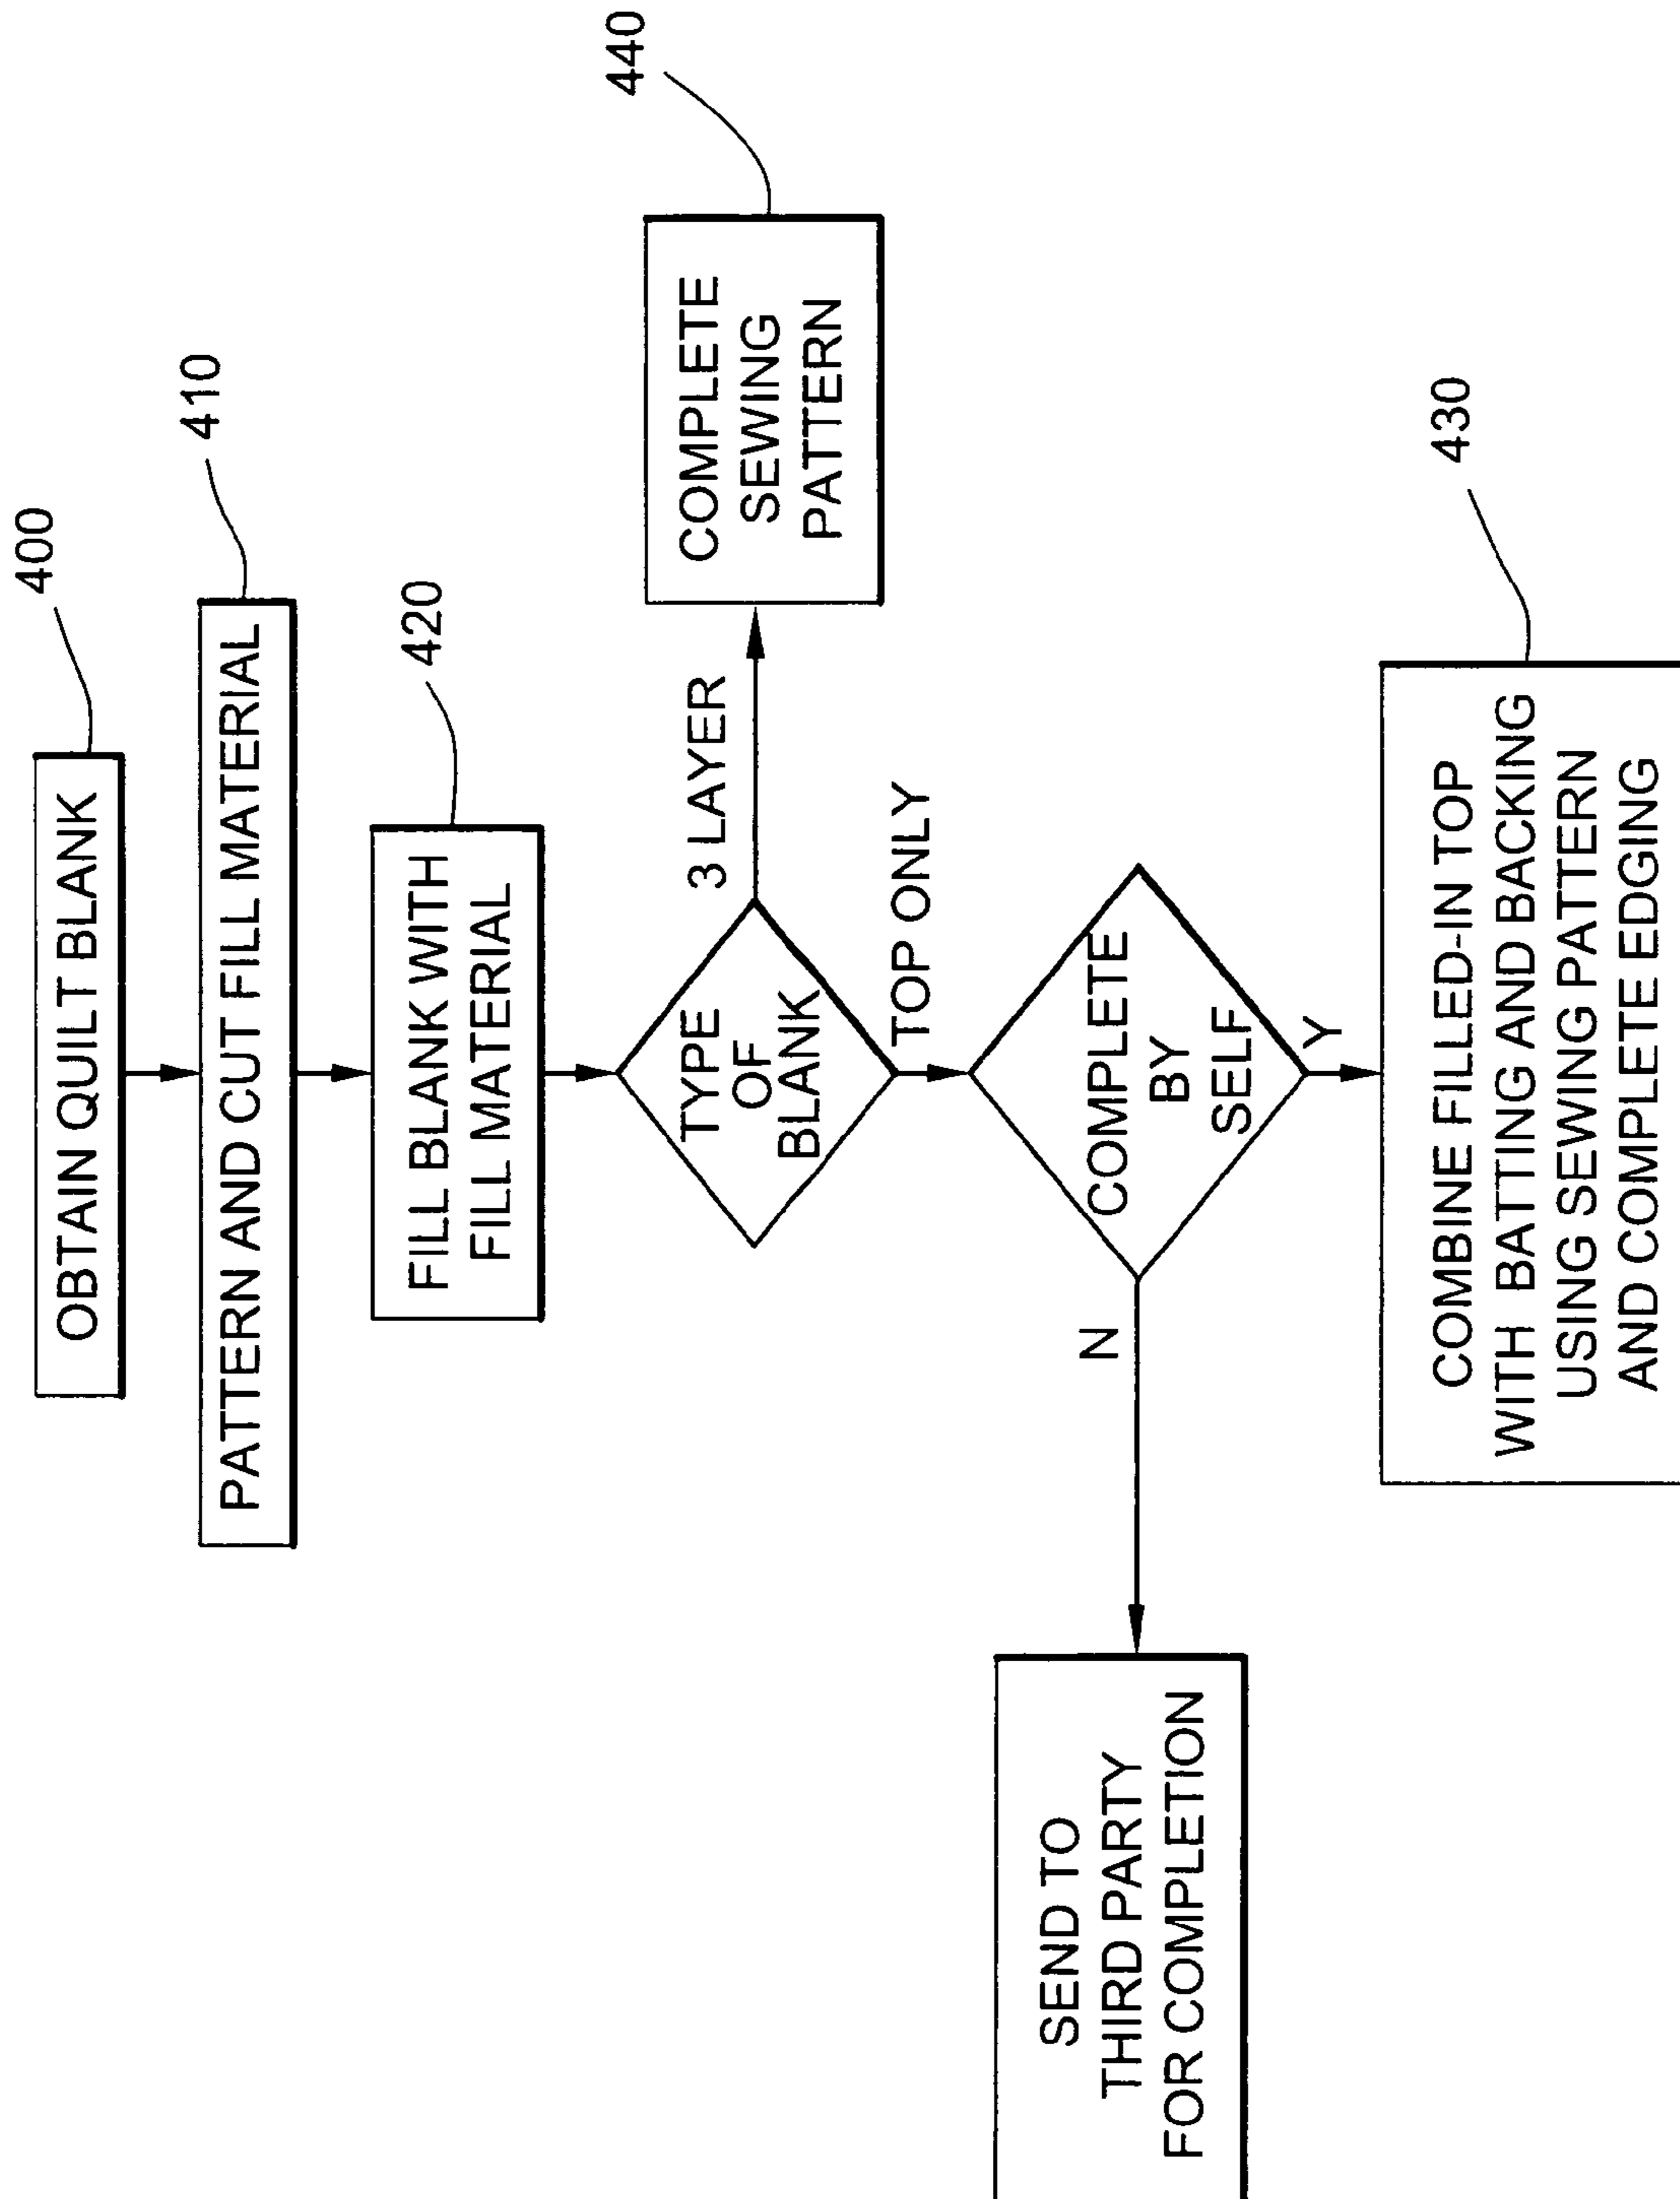 400
OBTAIN QUILT BLANK
410
PATTERN AND CUT FILL MATERIAL
420
FILL BLANK WITH
FILL MATERIAL
TYPE
OF
BLANK
3 LAYER
440
COMPLETE
SEWING
PATTERN
TOP ONLY
COMPLETE
BY
SELF
N
SEND TO
THIRD PARTY
FOR COMPLETION
Y
430
COMBINE FILLED-IN TOP
WITH BATTING AND BACKING
USING SEWING PATTERN
AND COMPLETE EDGING